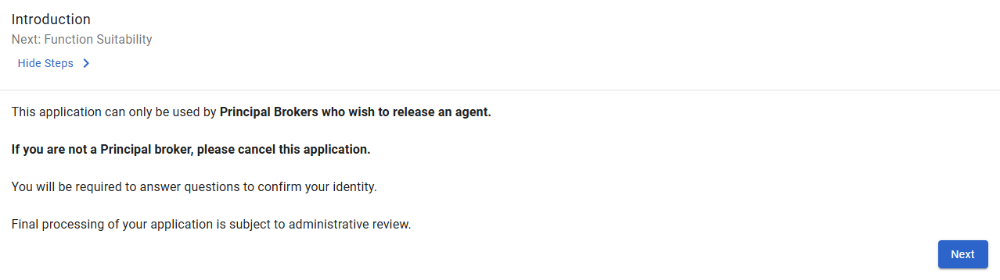 Introduction
Next: Function Suitability
Hide Steps
This application can only be used by Principal Brokers who wish to release an agent.
If you are not a Principal broker, please cancel this application.
You will be required to answer questions to confirm your identity.
Final processing of your application is subject to administrative review.
Next